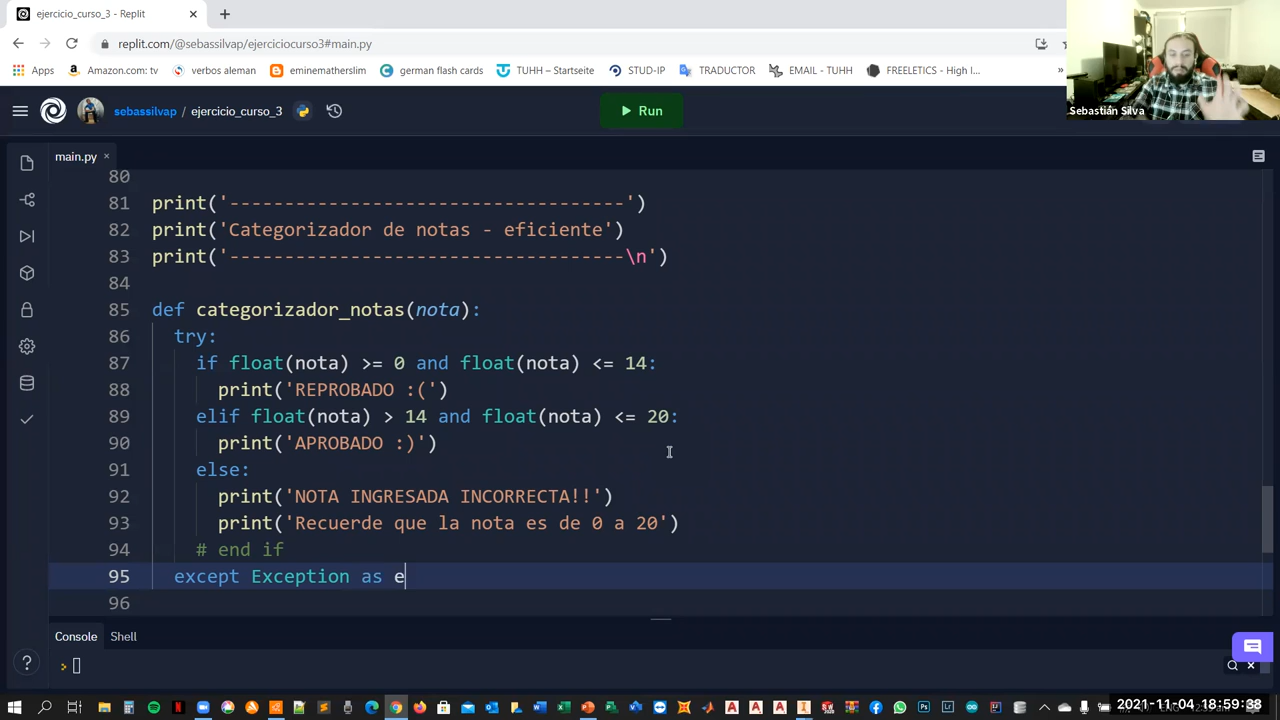 ejercicio_curso_3 - Replit
replit.com/@sebassilvap/ejerciciocurso3#main.py
Apps
Amazon.com: tv
verbos aleman
eminematherslim
german flash cards
TUHH – Startseite
STUD-IP
TRADUCTOR
EMAIL - TUHH
FREELETICS - High I...
»
Sebastián Silva
sebassilvap / ejercicio_curso_3
Run
main.py
80
81 print('------------------------------------')
82 print('Categorizador de notas - eficiente')
83 print('------------------------------------\n')
84
85 def categorizador_notas(nota):
86 try:
87 if float(nota) >= 0 and float(nota) <= 14:
88 print('REPROBADO :(')
89 elif float(nota) > 14 and float(nota) <= 20:
90 print('APROBADO :)')
91 else:
92 print('NOTA INGRESADA INCORRECTA!!')
93 print('Recuerde que la nota es de 0 a 20')
94 # end if
95 except Exception as e
96
Console
Shell
>
2021-11-04 18:59:38